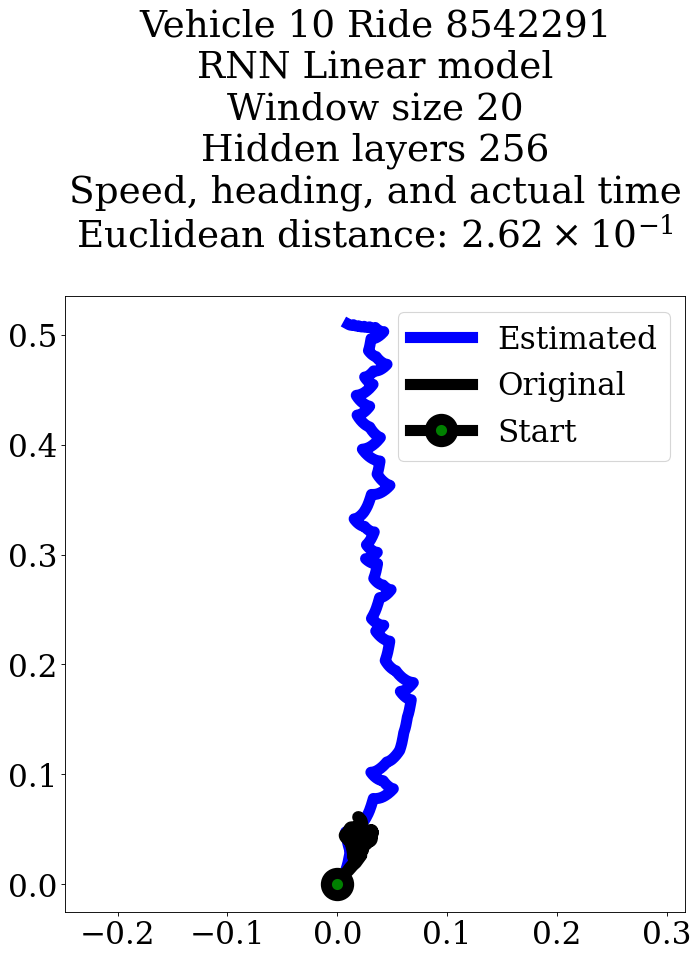 Vehicle 10 Ride 8542291
RNN Linear model
Window size 20
Hidden layers 256
Speed, heading, and actual time
Euclidean distance: 2.62 × 10⁻¹
Estimated
Original
Start
0.5
0.4
0.3
0.2
0.1
0.0
−0.2 −0.1 0.0 0.1 0.2 0.3